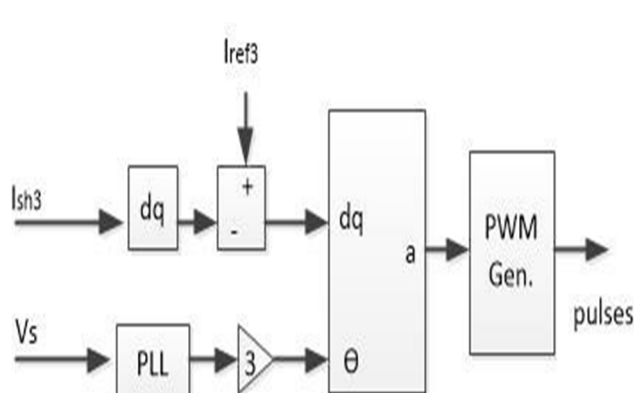 Iref3
+
Ish3
dq
-
dq
PWM
Gen.
a
pulses
Vs
PLL
3
θ